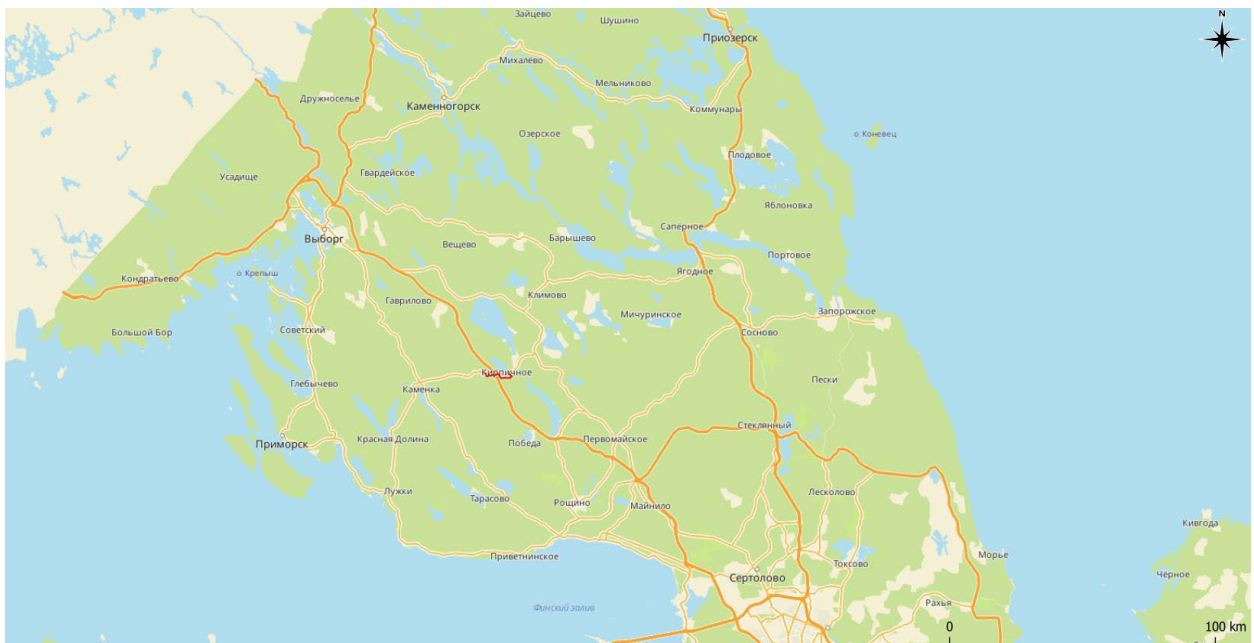 Зайцево
Шушино
N
Приозерск
Михалево
Мельниково
Дружноселье
Каменногорск
Коммунары
Озерское
о. Коневец
Плодовое
Гвардейское
Усадище
Яблоновка
Саперное
Выборг
Вещево
Барышево
Портовое
о. Крепыш
Кондратьево
Ягодное
Гаврилово
Климово
Мичуринское
Запорожское
Большой Бор
Советский
Сосново
Кирпичное
Глебычево
Каменка
Пески
Стеклянный
Приморск
Красная Долина
Победа
Первомайское
Лужки
Тарасово
Рощино
Майнило
Лесколово
Кивгода
Приветнинское
Морье
Токсово
Сертолово
Чёрное
Финский залив
Рахья
0
100 km